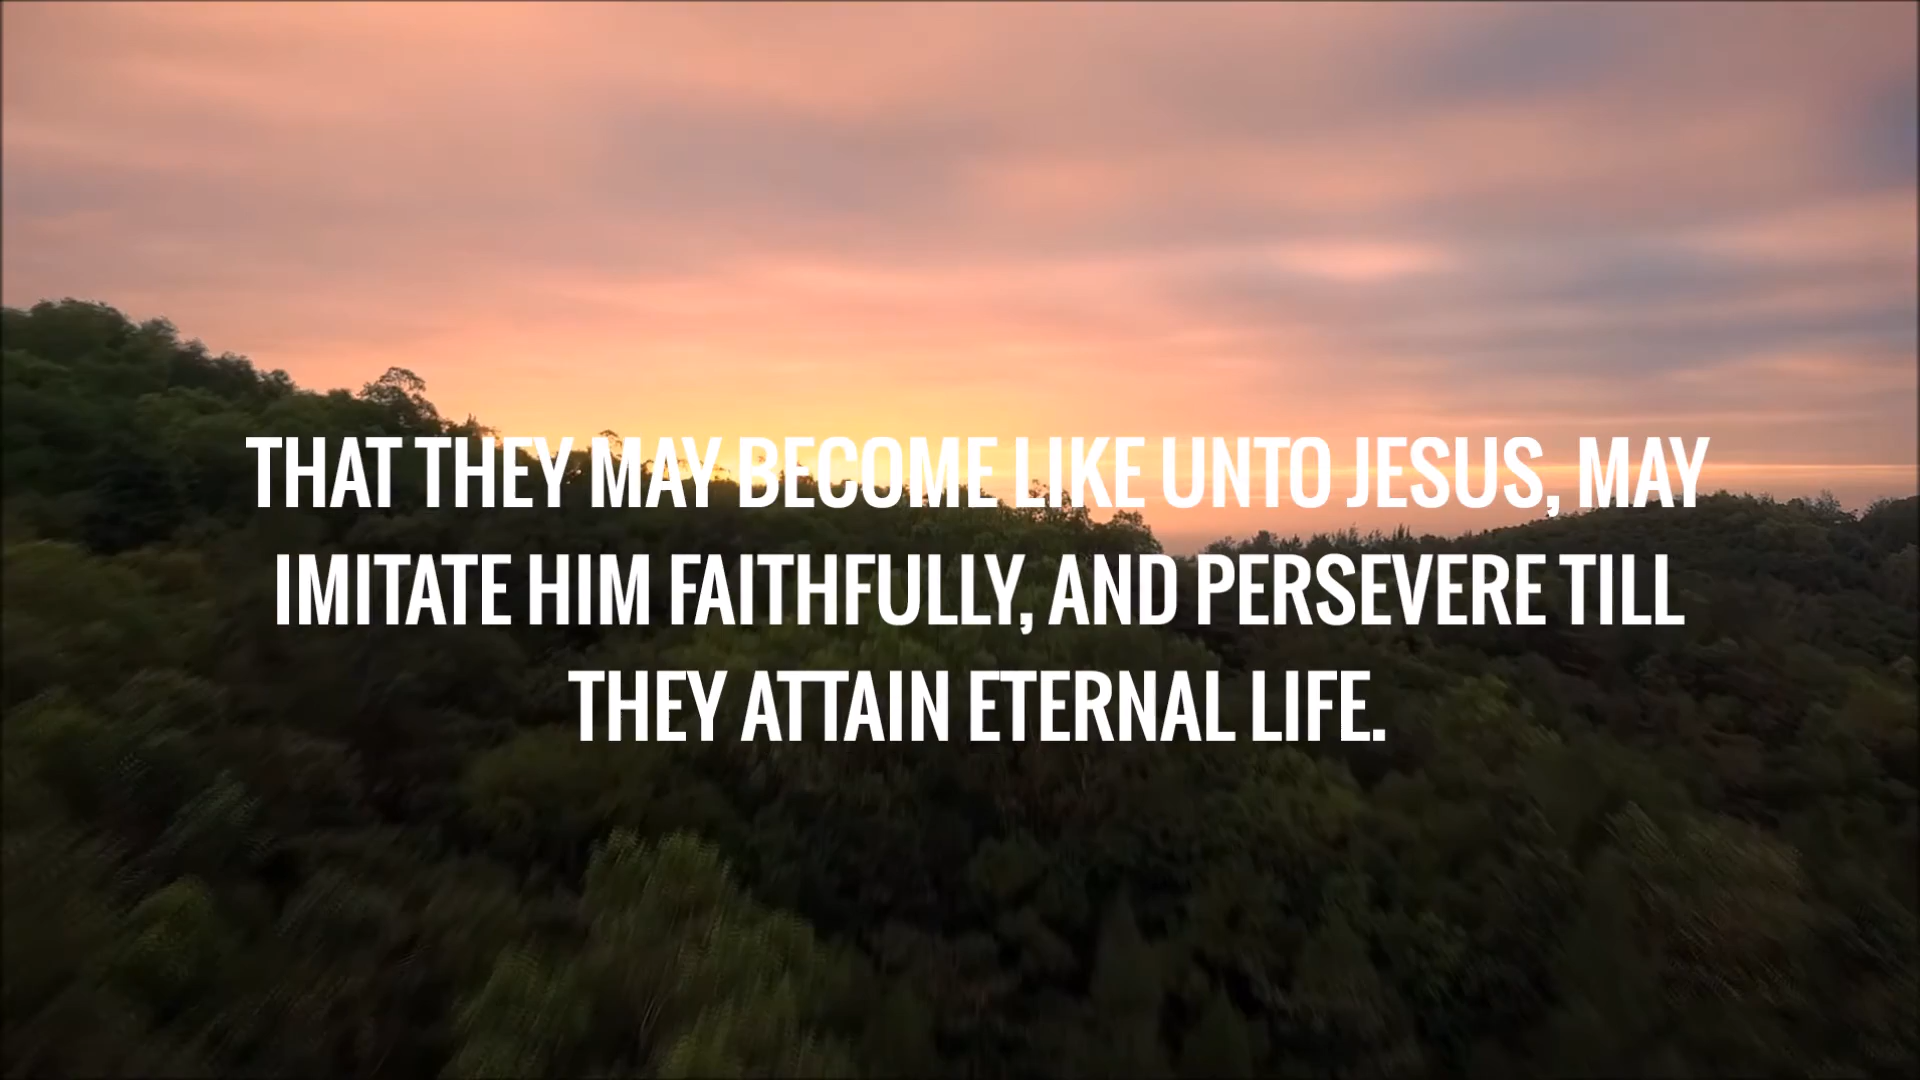 THAT THEY MAY BECOME LIKE UNTO JESUS, MAY
IMITATE HIM FAITHFULLY, AND PERSEVERE TILL
THEY ATTAIN ETERNAL LIFE.